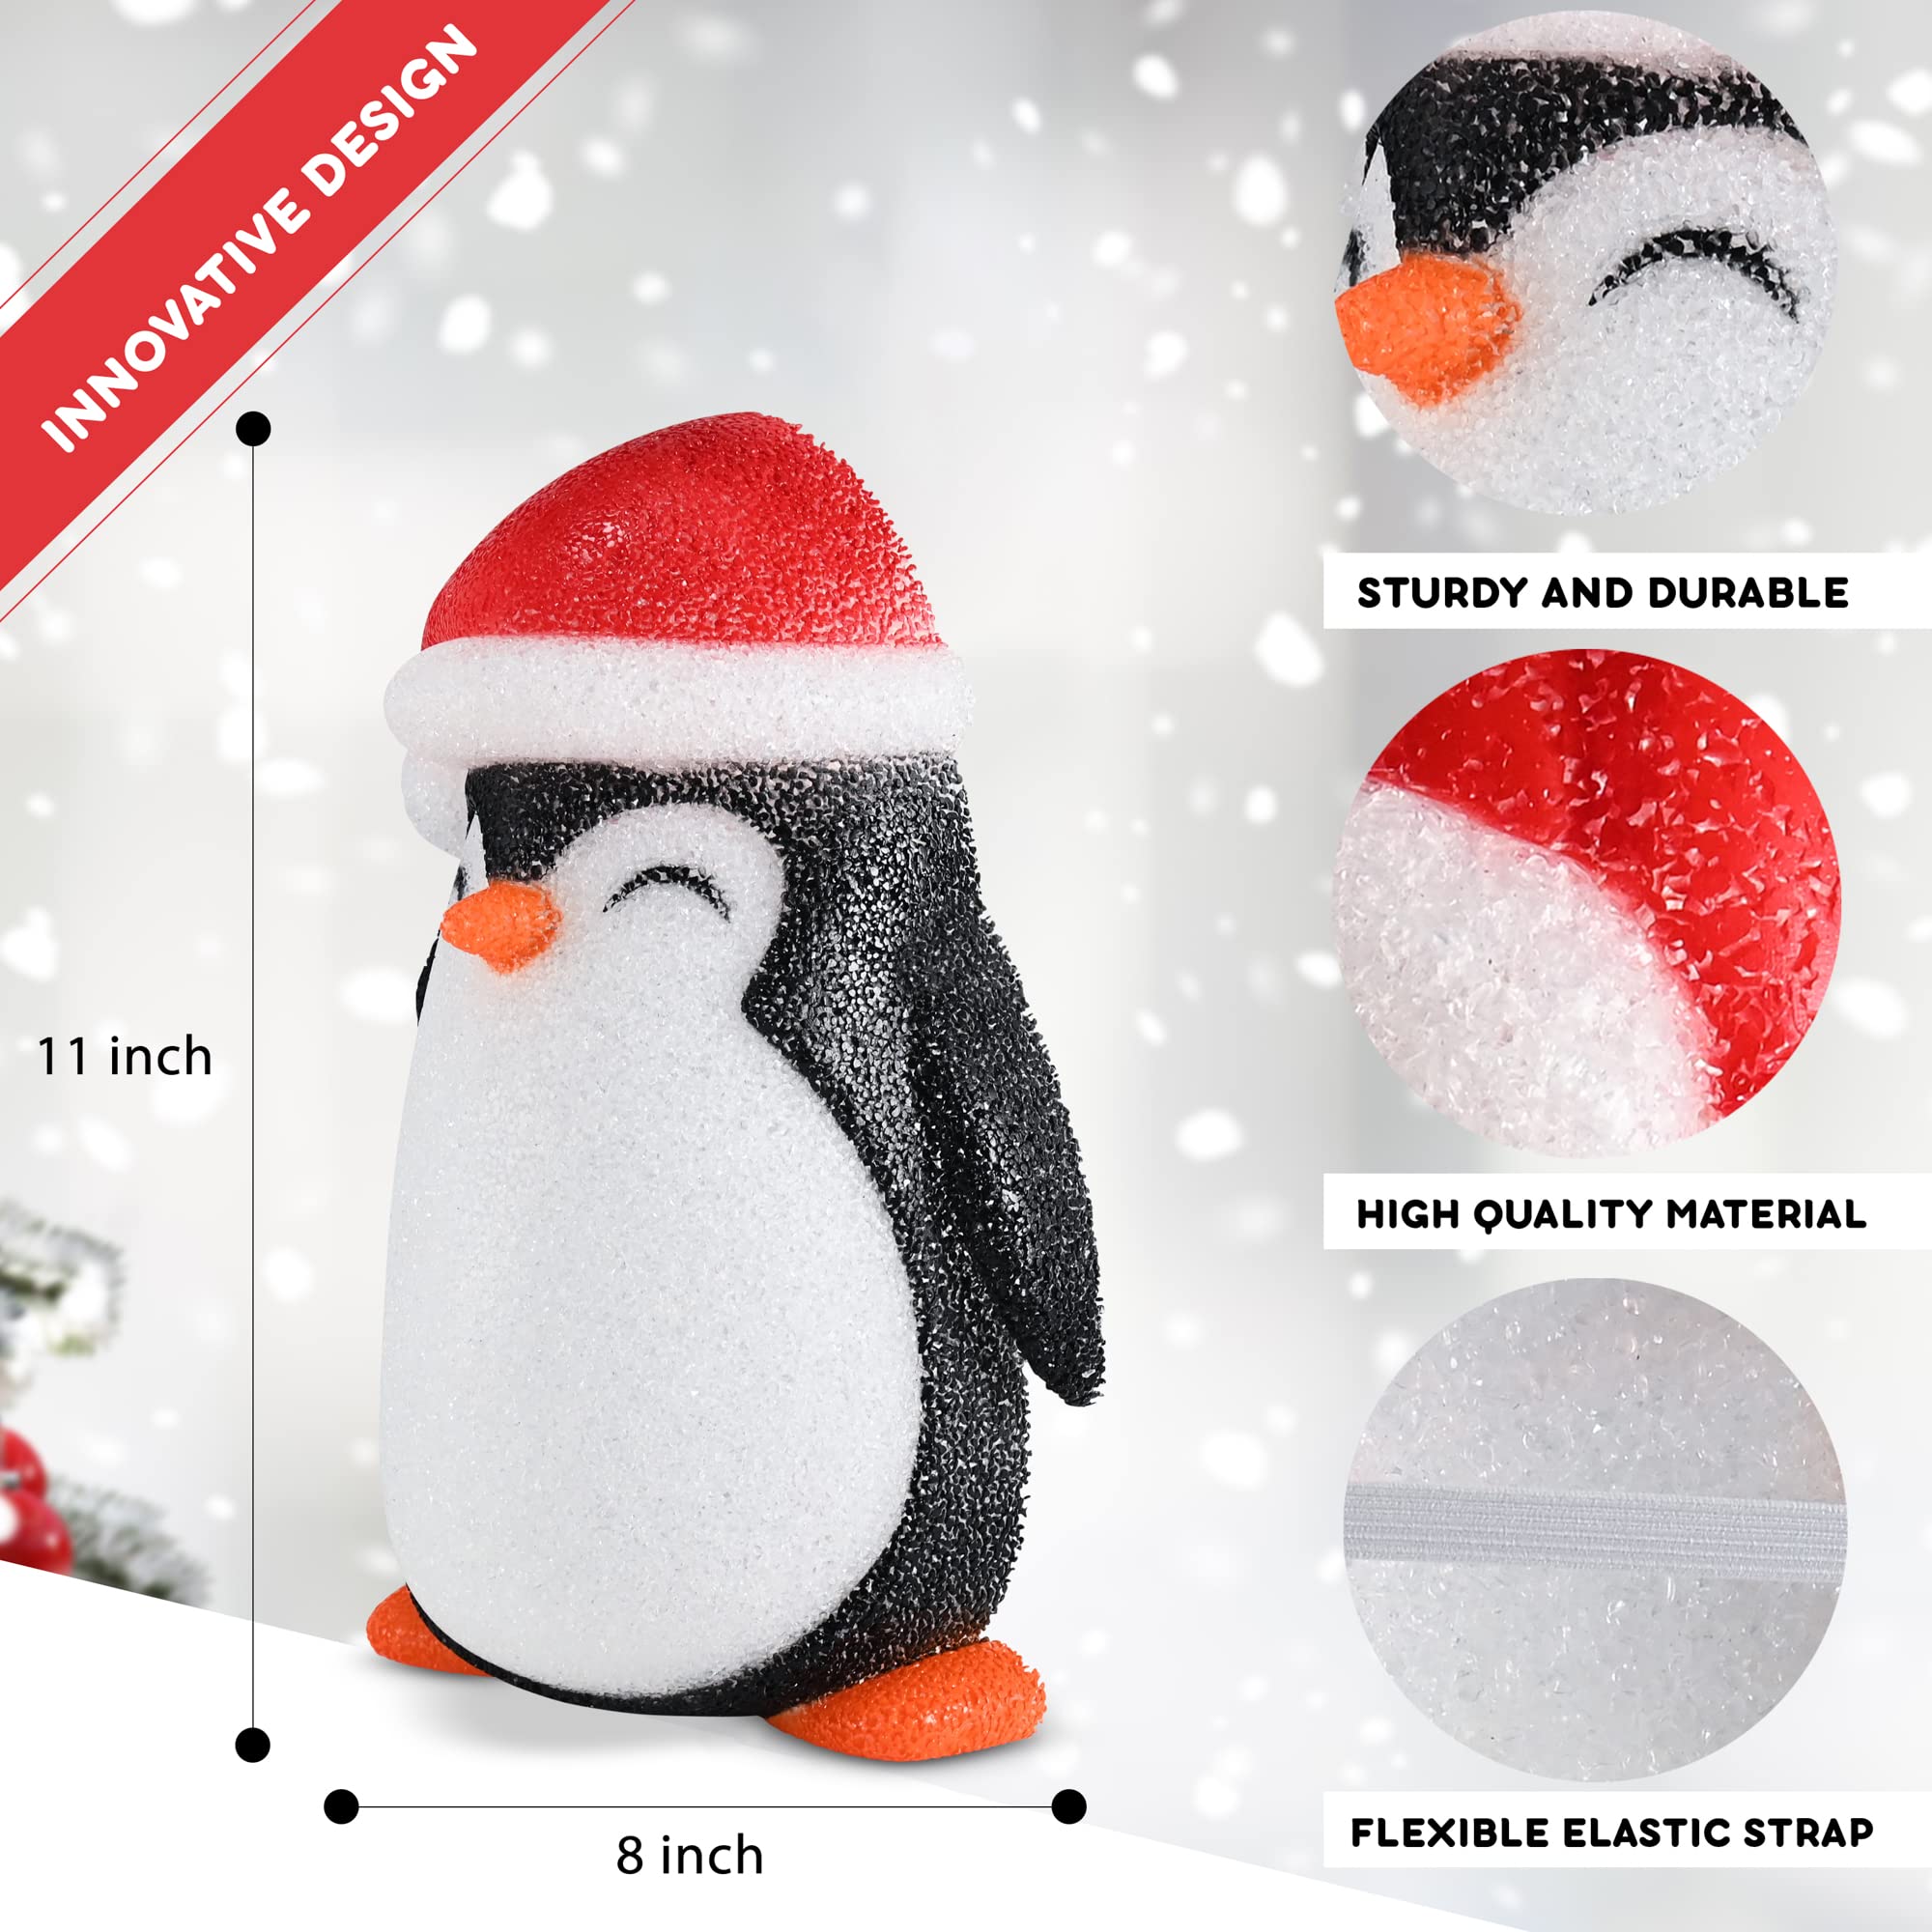 INNOVATIVE DESIGN
STURDY AND DURABLE
11 inch
HIGH QUALITY MATERIAL
8 inch
FLEXIBLE ELASTIC STRAP